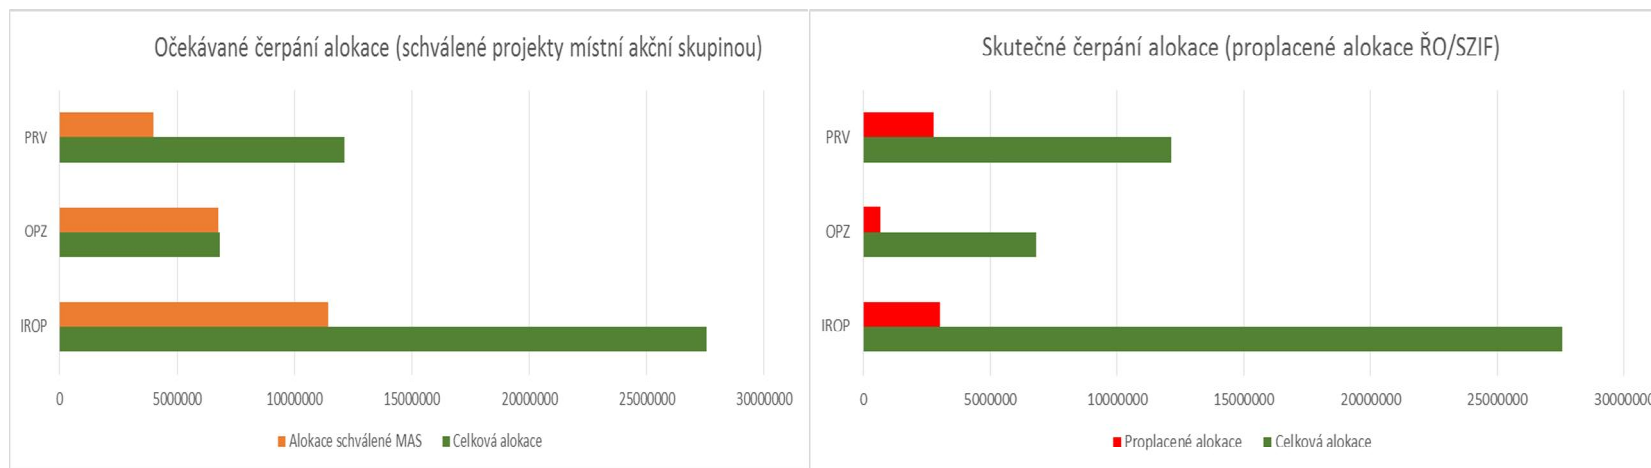 Očekávané čerpání alokace (schválené projekty místní akční skupinou)
PRV
OPZ
IROP
0 5000000 10000000 15000000 20000000 25000000 30000000
Alokace schválené MAS Celková alokace
Skutečné čerpání alokace (proplacené alokace ŘO/SZIF)
PRV
OPZ
IROP
0 5000000 10000000 15000000 20000000 25000000 30000000
Proplacené alokace Celková alokace